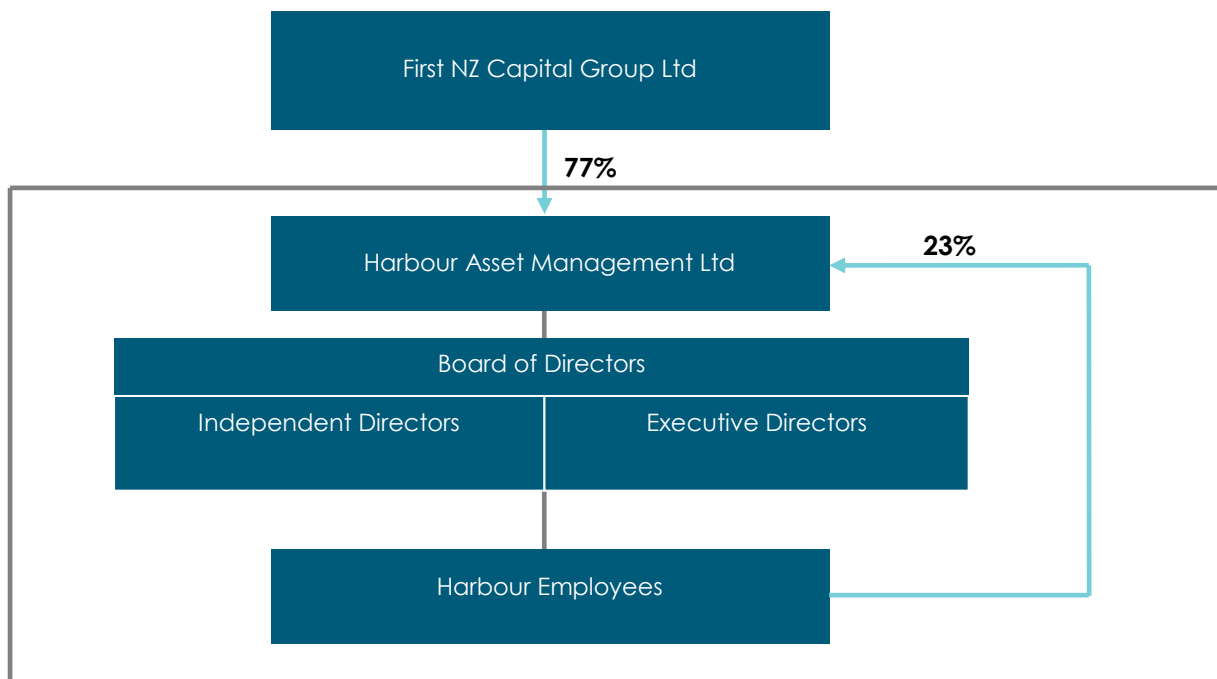 First NZ Capital Group Ltd
77%
Harbour Asset Management Ltd
23%
Board of Directors
Independent Directors
Executive Directors
Harbour Employees